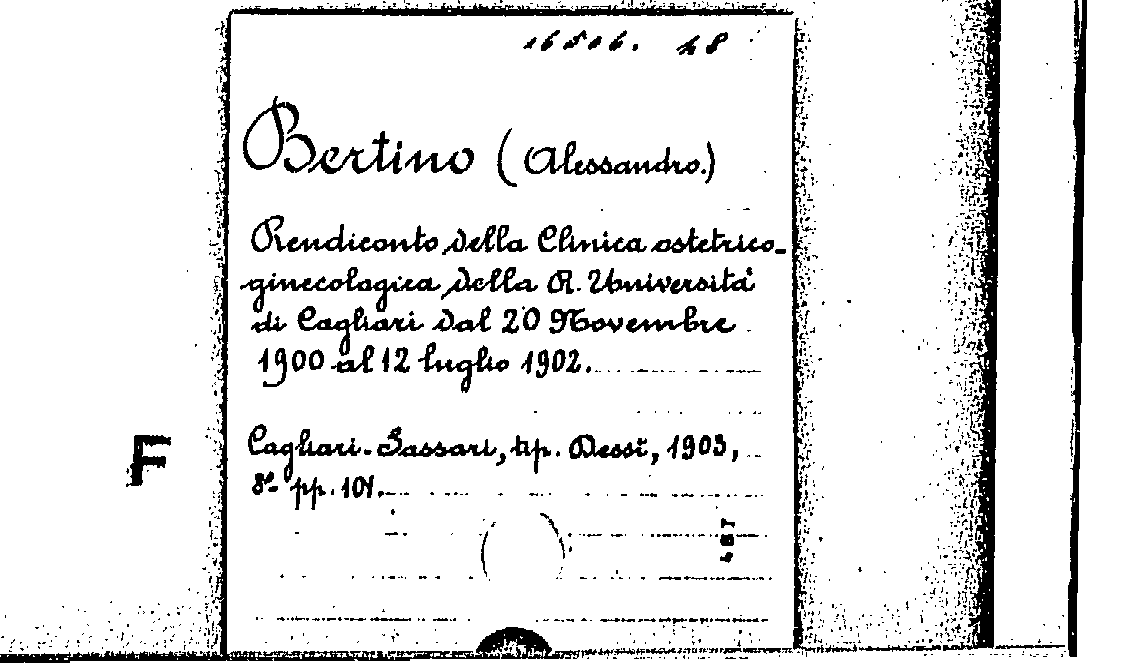 16506. 48
Bertino (Alessandro.)
Rendiconto della Clinica ostetrico-
ginecologica della R. Università
di Cagliari dal 20 Novembre
1900 al 12 luglio 1902.
Cagliari-Sassari, tip. Dessì, 1903,
8º pp. 101.
F